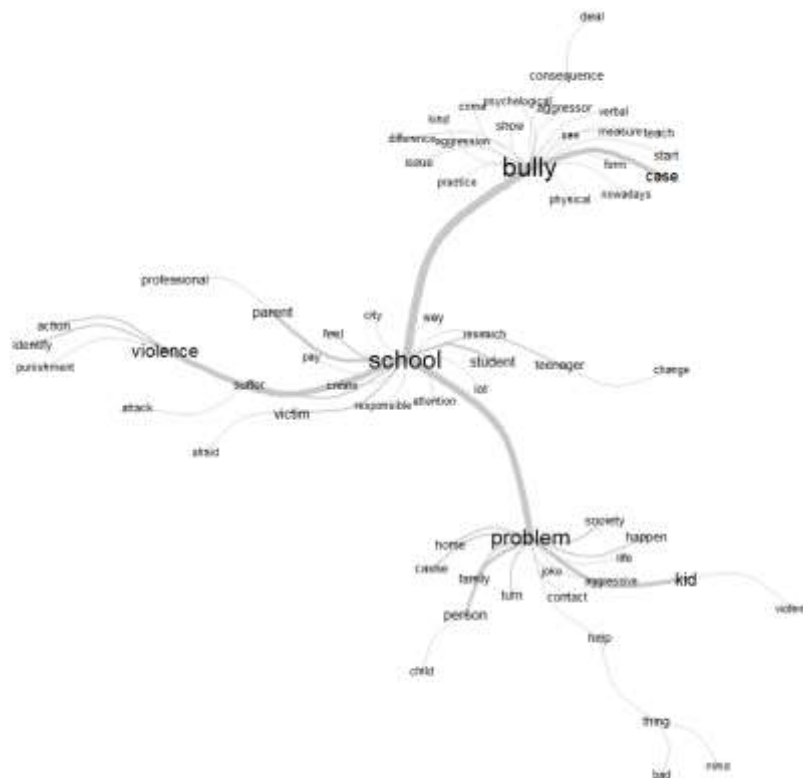 deal
consequence
psychological
crime
aggressor
verbal
kind
show
see
measure
teach
difference
aggression
issue
bully
start
form
case
practice
physical
nowadays
professional
parent
city
way
action
feel
research
identify
violence
pay
school
student
punishment
teenager
change
suffer
lot
attack
victim
responsible
attention
afraid
society
problem
happen
home
life
cause
family
joke
aggressive
kid
turn
contact
person
violent
help
child
thing
bad